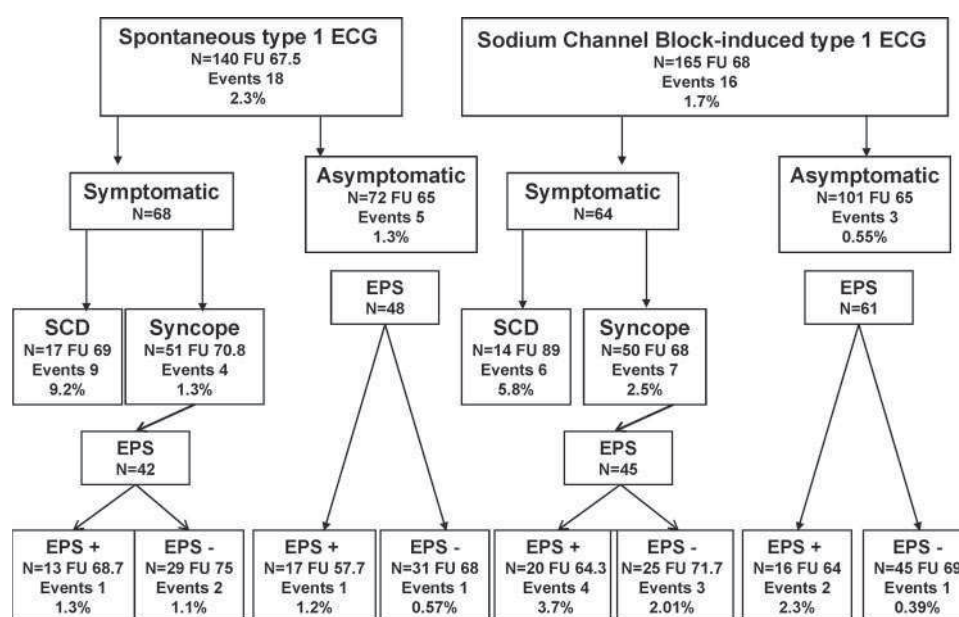 Spontaneous type 1 ECG
N=140 FU 67.5
Events 18
2.3%
Sodium Channel Block-induced type 1 ECG
N=165 FU 68
Events 16
1.7%
Symptomatic
N=68
Asymptomatic
N=72 FU 65
Events 5
1.3%
Symptomatic
N=64
Asymptomatic
N=101 FU 65
Events 3
0.55%
SCD
N=17 FU 69
Events 9
9.2%
Syncope
N=51 FU 70.8
Events 4
1.3%
EPS
N=48
SCD
N=14 FU 89
Events 6
5.8%
Syncope
N=50 FU 68
Events 7
2.5%
EPS
N=61
EPS
N=42
EPS
N=45
EPS +
N=13 FU 68.7
Events 1
1.3%
EPS -
N=29 FU 75
Events 2
1.1%
EPS +
N=17 FU 57.7
Events 1
1.2%
EPS -
N=31 FU 68
Events 1
0.57%
EPS +
N=20 FU 64.3
Events 4
3.7%
EPS -
N=25 FU 71.7
Events 3
2.01%
EPS +
N=16 FU 64
Events 2
2.3%
EPS -
N=45 FU 69
Events 1
0.39%